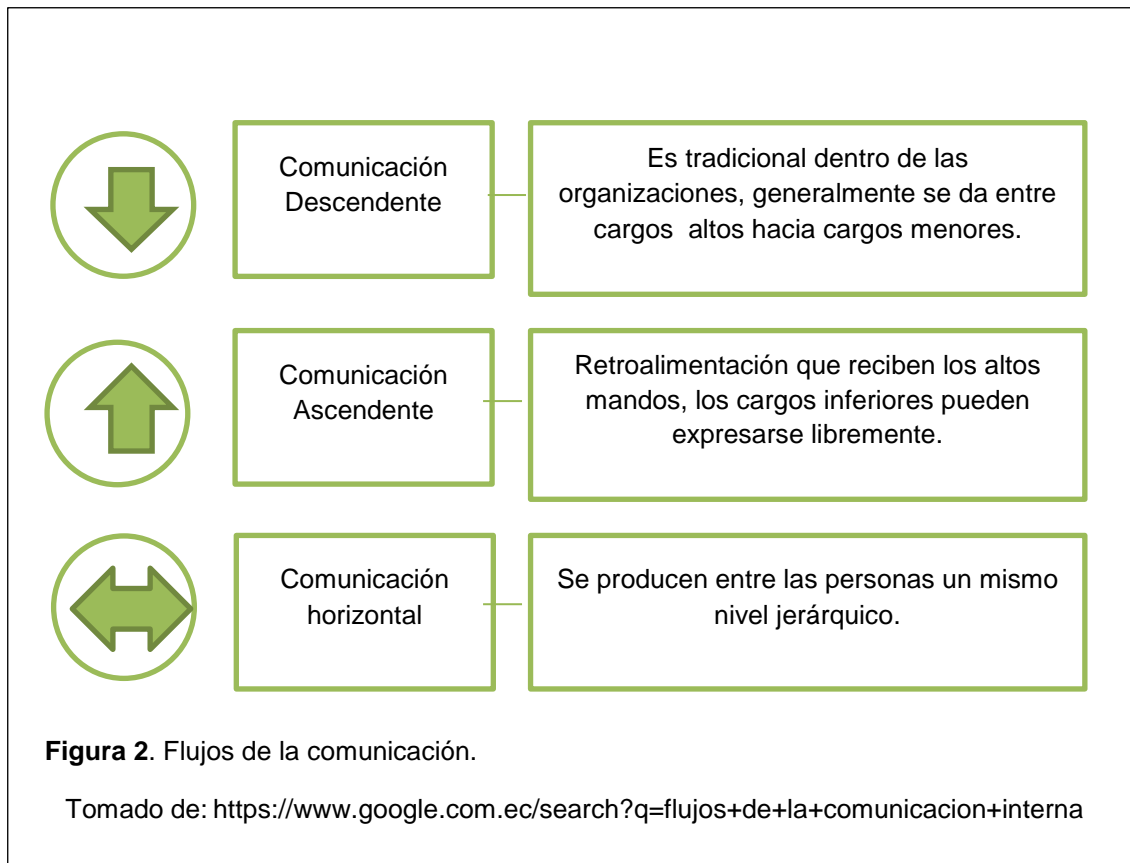 Comunicación
Descendente
Es tradicional dentro de las
organizaciones, generalmente se da entre
cargos  altos hacia cargos menores.
Comunicación
Ascendente
Retroalimentación que reciben los altos
mandos, los cargos inferiores pueden
expresarse libremente.
Comunicación
horizontal
Se producen entre las personas un mismo
nivel jerárquico.
Figura 2. Flujos de la comunicación.
Tomado de: https://www.google.com.ec/search?q=flujos+de+la+comunicacion+interna